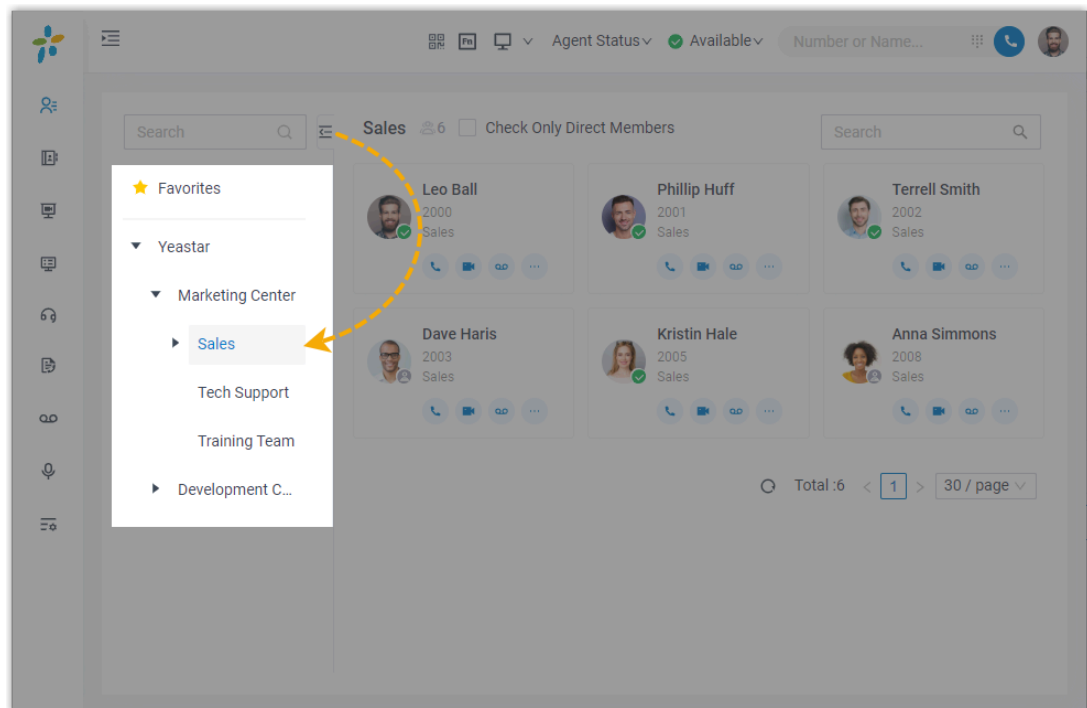 Fn Agent Status Available Number or Name...
Search
Sales 6 Check Only Direct Members Search
Favorites
Yeastar
Marketing Center
Sales
Tech Support
Training Team
Development C...
Leo Ball
2000
Sales
Phillip Huff
2001
Sales
Terrell Smith
2002
Sales
Dave Haris
2003
Sales
Kristin Hale
2005
Sales
Anna Simmons
2008
Sales
Total :6 < 1 > 30 / page